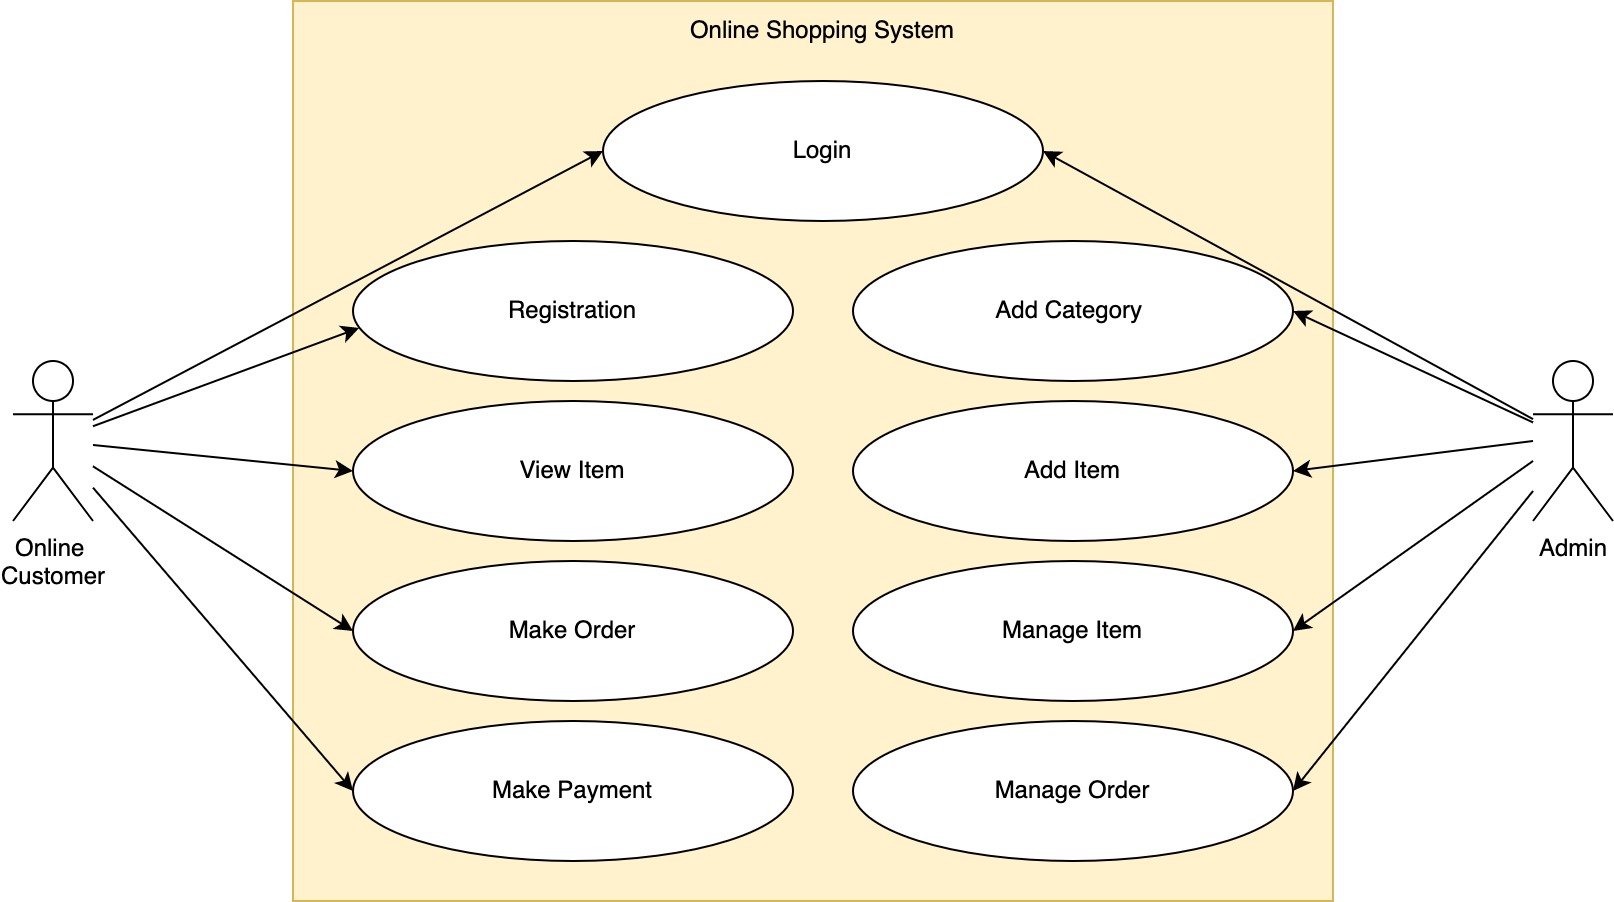 Online Shopping System
Login
Registration
Add Category
View Item
Add Item
Online
Customer
Admin
Make Order
Manage Item
Make Payment
Manage Order